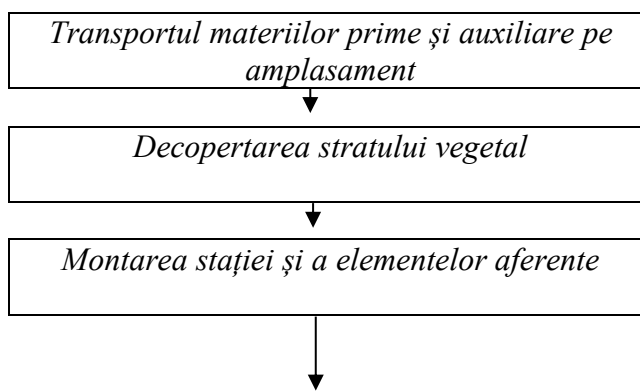 Transportul materiilor prime și auxiliare pe
amplasament
Decopertarea stratului vegetal
Montarea stației și a elementelor aferente